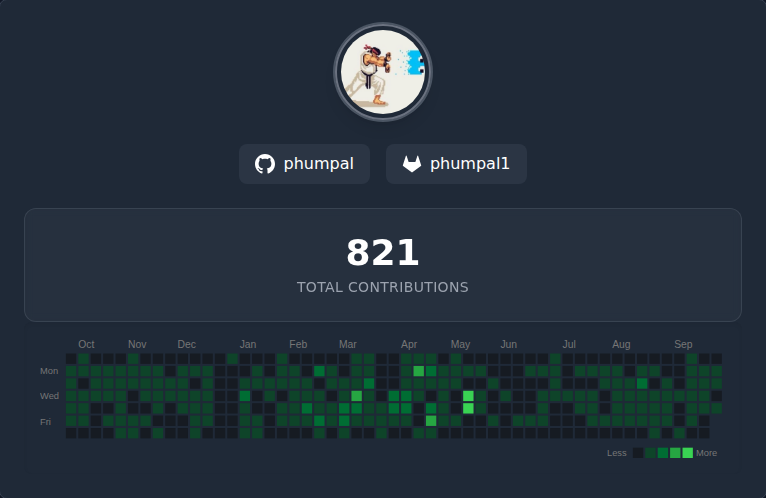 phumpal
phumpal1
821
TOTAL CONTRIBUTIONS
Oct Nov Dec Jan Feb Mar Apr May Jun Jul Aug Sep
Mon
Wed
Fri
Less More